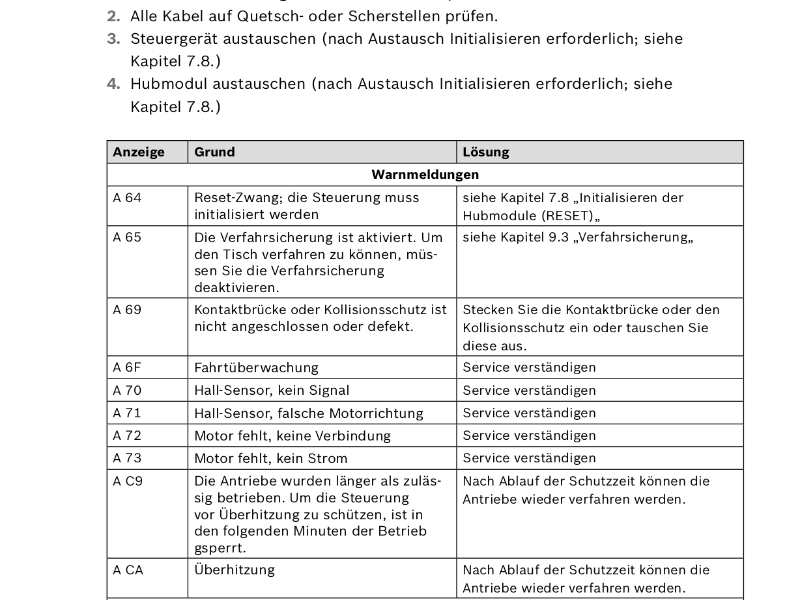 2. Alle Kabel auf Quetsch- oder Scherstellen prüfen.
3. Steuergerät austauschen (nach Austausch Initialisieren erforderlich; siehe
Kapitel 7.8.)
4. Hubmodul austauschen (nach Austausch Initialisieren erforderlich; siehe
Kapitel 7.8.)
Anzeige Grund Lösung
Warnmeldungen
A 64 Reset-Zwang; die Steuerung muss siehe Kapitel 7.8 „Initialisieren der
initialisiert werden Hubmodule (RESET)„
A 65 Die Verfahrsicherung ist aktiviert. Um siehe Kapitel 9.3 „Verfahrsicherung„
den Tisch verfahren zu können, müs-
sen Sie die Verfahrsicherung
deaktivieren.
A 69 Kontaktbrücke oder Kollisionsschutz ist Stecken Sie die Kontaktbrücke oder den
nicht angeschlossen oder defekt. Kollisionsschutz ein oder tauschen Sie
diese aus.
A 6F Fahrtüberwachung Service verständigen
A 70 Hall-Sensor, kein Signal Service verständigen
A 71 Hall-Sensor, falsche Motorrichtung Service verständigen
A 72 Motor fehlt, keine Verbindung Service verständigen
A 73 Motor fehlt, kein Strom Service verständigen
A C9 Die Antriebe wurden länger als zuläs- Nach Ablauf der Schutzzeit können die
sig betrieben. Um die Steuerung Antriebe wieder verfahren werden.
vor Überhitzung zu schützen, ist in
den folgenden Minuten der Betrieb
gsperrt.
A CA Überhitzung Nach Ablauf der Schutzzeit können die
Antriebe wieder verfahren werden.